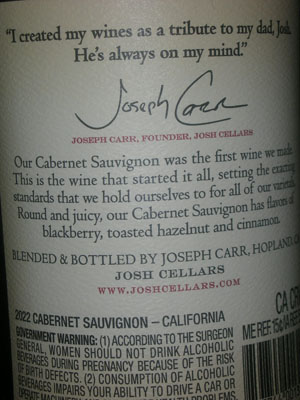 "I created my wines as a tribute to my dad, Josh.
He's always on my mind."
Joseph Carr
JOSEPH CARR, FOUNDER, JOSH CELLARS
Our Cabernet Sauvignon was the first wine we made.
This is the wine that started it all, setting the exacting
standards that we hold ourselves to for all of our
Round and juicy, our Cabernet Sauvignon has flavors of
blackberry, toasted hazelnut and cinnamon.
BLENDED & BOTTLED BY JOSEPH CARR, HOPLAND,
JOSH CELLARS
WWW.JOSHCELLARS.COM
2022 CABERNET SAUVIGNON – CALIFORNIA
CA
ME REF. 15¢
GOVERNMENT WARNING: (1) ACCORDING TO THE SURGEON
GENERAL, WOMEN SHOULD NOT DRINK ALCOHOLIC
BEVERAGES DURING PREGNANCY BECAUSE OF THE RISK
OF BIRTH DEFECTS. (2) CONSUMPTION OF ALCOHOLIC
BEVERAGES IMPAIRS YOUR ABILITY TO DRIVE A CAR OR
OPERATE PROBLEMS